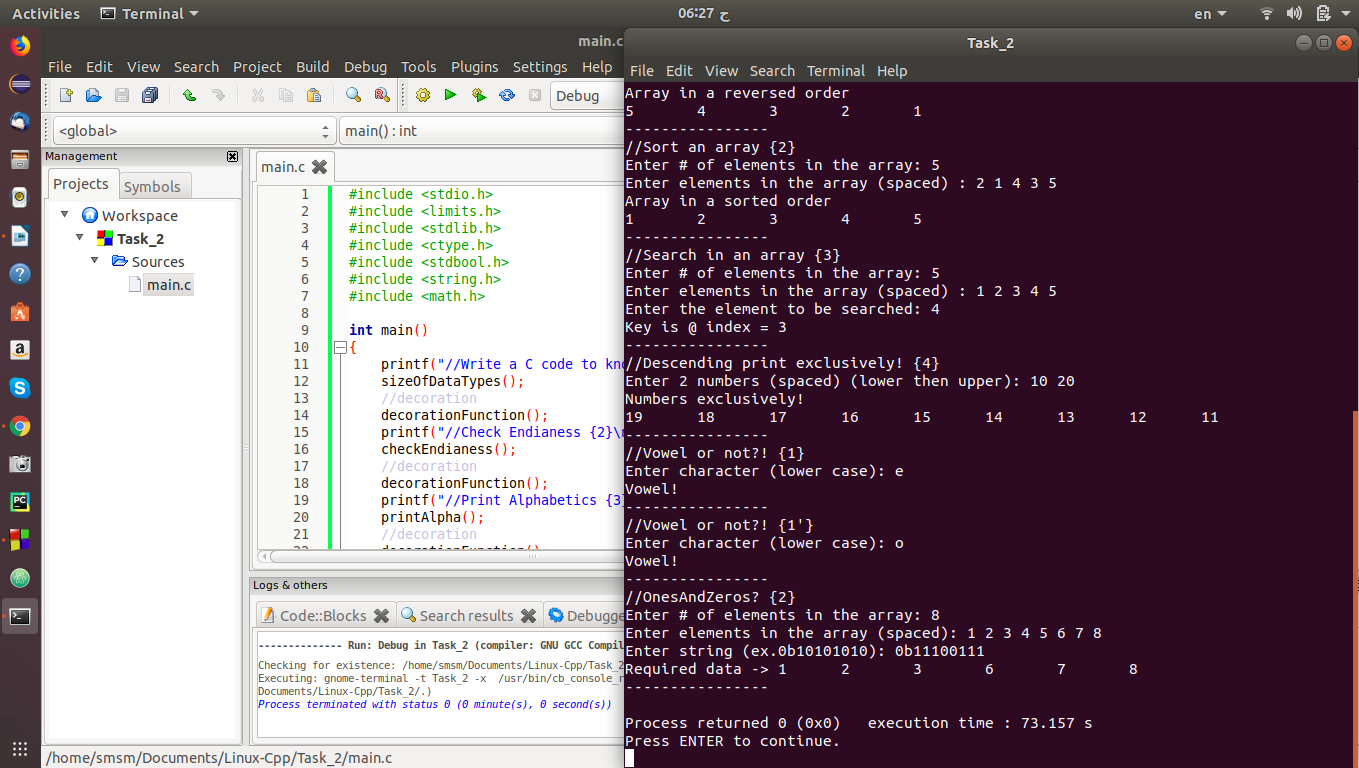 Activities Terminal 06:27 ح en
main.c
File Edit View Search Project Build Debug Tools Plugins Settings Help
Debug
<global> main() : int
Management
Projects Symbols
Workspace
Task_2
Sources
main.c
main.c
1 #include <stdio.h>
2 #include <limits.h>
3 #include <stdlib.h>
4 #include <ctype.h>
5 #include <stdbool.h>
6 #include <string.h>
7 #include <math.h>
8
9 int main()
10 {
11 printf("//Write a C code to kno
12 sizeOfDataTypes();
13 //decoration
14 decorationFunction();
15 printf("//Check Endianess {2}\
16 checkEndianess();
17 //decoration
18 decorationFunction();
19 printf("//Print Alphabetics {3}
20 printAlpha();
21 //decoration
22 decorationFunction()
Logs & others
Code::Blocks Search results Debugge
-------------- Run: Debug in Task_2 (compiler: GNU GCC Compil
Checking for existence: /home/smsm/Documents/Linux-Cpp/Task_2
Executing: gnome-terminal -t Task_2 -x /usr/bin/cb_console_r
Documents/Linux-Cpp/Task_2/.)
Process terminated with status 0 (0 minute(s), 0 second(s))
/home/smsm/Documents/Linux-Cpp/Task_2/main.c
Task_2
File Edit View Search Terminal Help
Array in a reversed order
5 4 3 2 1
----------------
//Sort an array {2}
Enter # of elements in the array: 5
Enter elements in the array (spaced) : 2 1 4 3 5
Array in a sorted order
1 2 3 4 5
----------------
//Search in an array {3}
Enter # of elements in the array: 5
Enter elements in the array (spaced) : 1 2 3 4 5
Enter the element to be searched: 4
Key is @ index = 3
----------------
//Descending print exclusively! {4}
Enter 2 numbers (spaced) (lower then upper): 10 20
Numbers exclusively!
19 18 17 16 15 14 13 12 11
----------------
//Vowel or not?! {1}
Enter character (lower case): e
Vowel!
----------------
//Vowel or not?! {1'}
Enter character (lower case): o
Vowel!
----------------
//OnesAndZeros? {2}
Enter # of elements in the array: 8
Enter elements in the array (spaced): 1 2 3 4 5 6 7 8
Enter string (ex.0b10101010): 0b11100111
Required data -> 1 2 3 6 7 8
----------------
Process returned 0 (0x0) execution time : 73.157 s
Press ENTER to continue.